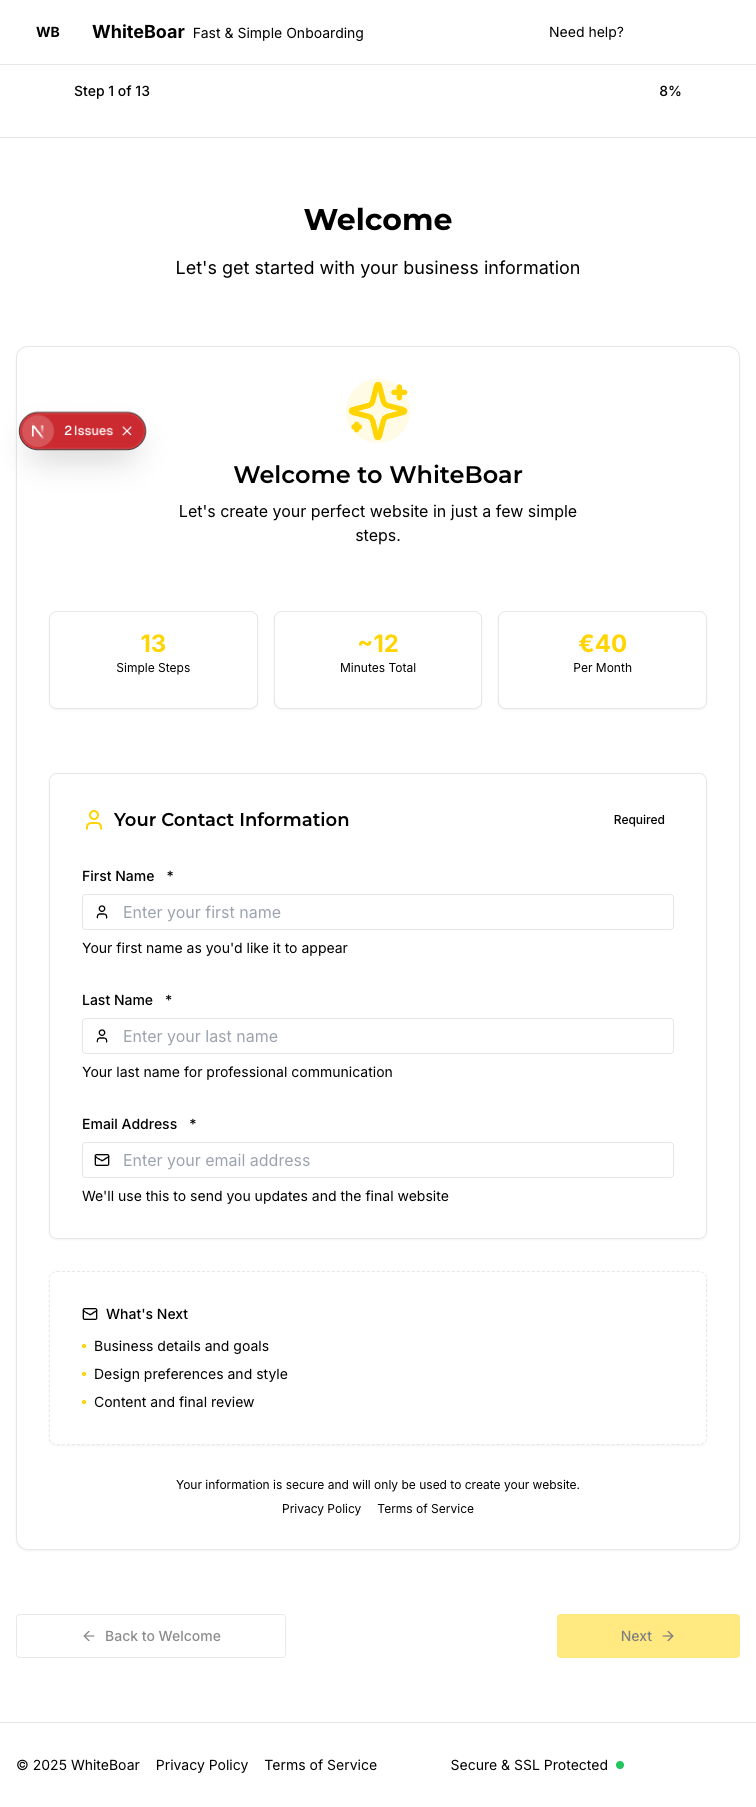 WB WhiteBoar Fast & Simple Onboarding Need help?
Step 1 of 13 8%
Welcome
Let's get started with your business information
2 Issues
Welcome to WhiteBoar
Let's create your perfect website in just a few simple
steps.
13 ~12 €40
Simple Steps Minutes Total Per Month
Your Contact Information Required
First Name *
Enter your first name
Your first name as you'd like it to appear
Last Name *
Enter your last name
Your last name for professional communication
Email Address *
Enter your email address
We'll use this to send you updates and the final website
What's Next
Business details and goals
Design preferences and style
Content and final review
Your information is secure and will only be used to create your website.
Privacy Policy Terms of Service
Back to Welcome Next
© 2025 WhiteBoar Privacy Policy Terms of Service Secure & SSL Protected